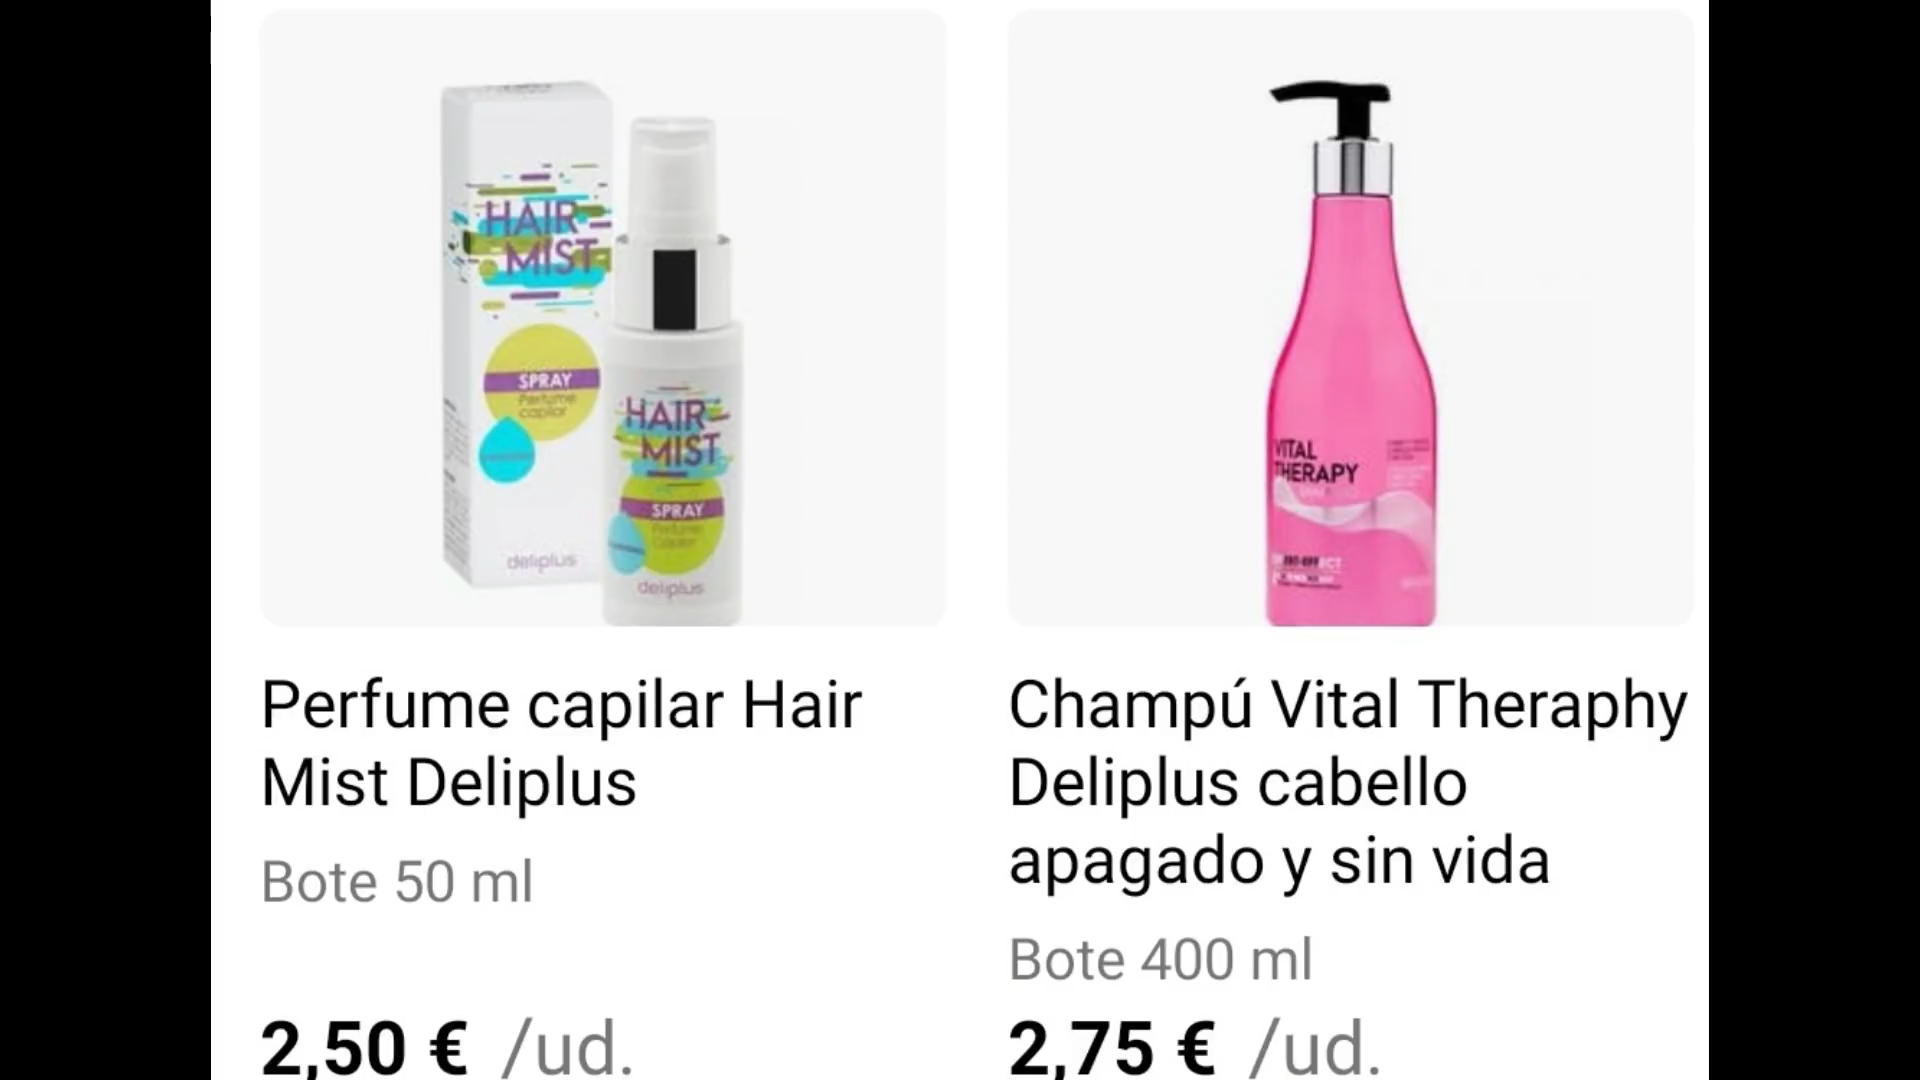 HAIR
MIST
SPRAY
Perfume
capilar
deliplus
HAIR
MIST
SPRAY
Perfume
Capilar
deliplus
VITAL
THERAPY
Perfume capilar Hair
Mist Deliplus
Bote 50 ml
2,50 € /ud.
Champú Vital Theraphy
Deliplus cabello
apagado y sin vida
Bote 400 ml
2,75 € /ud.